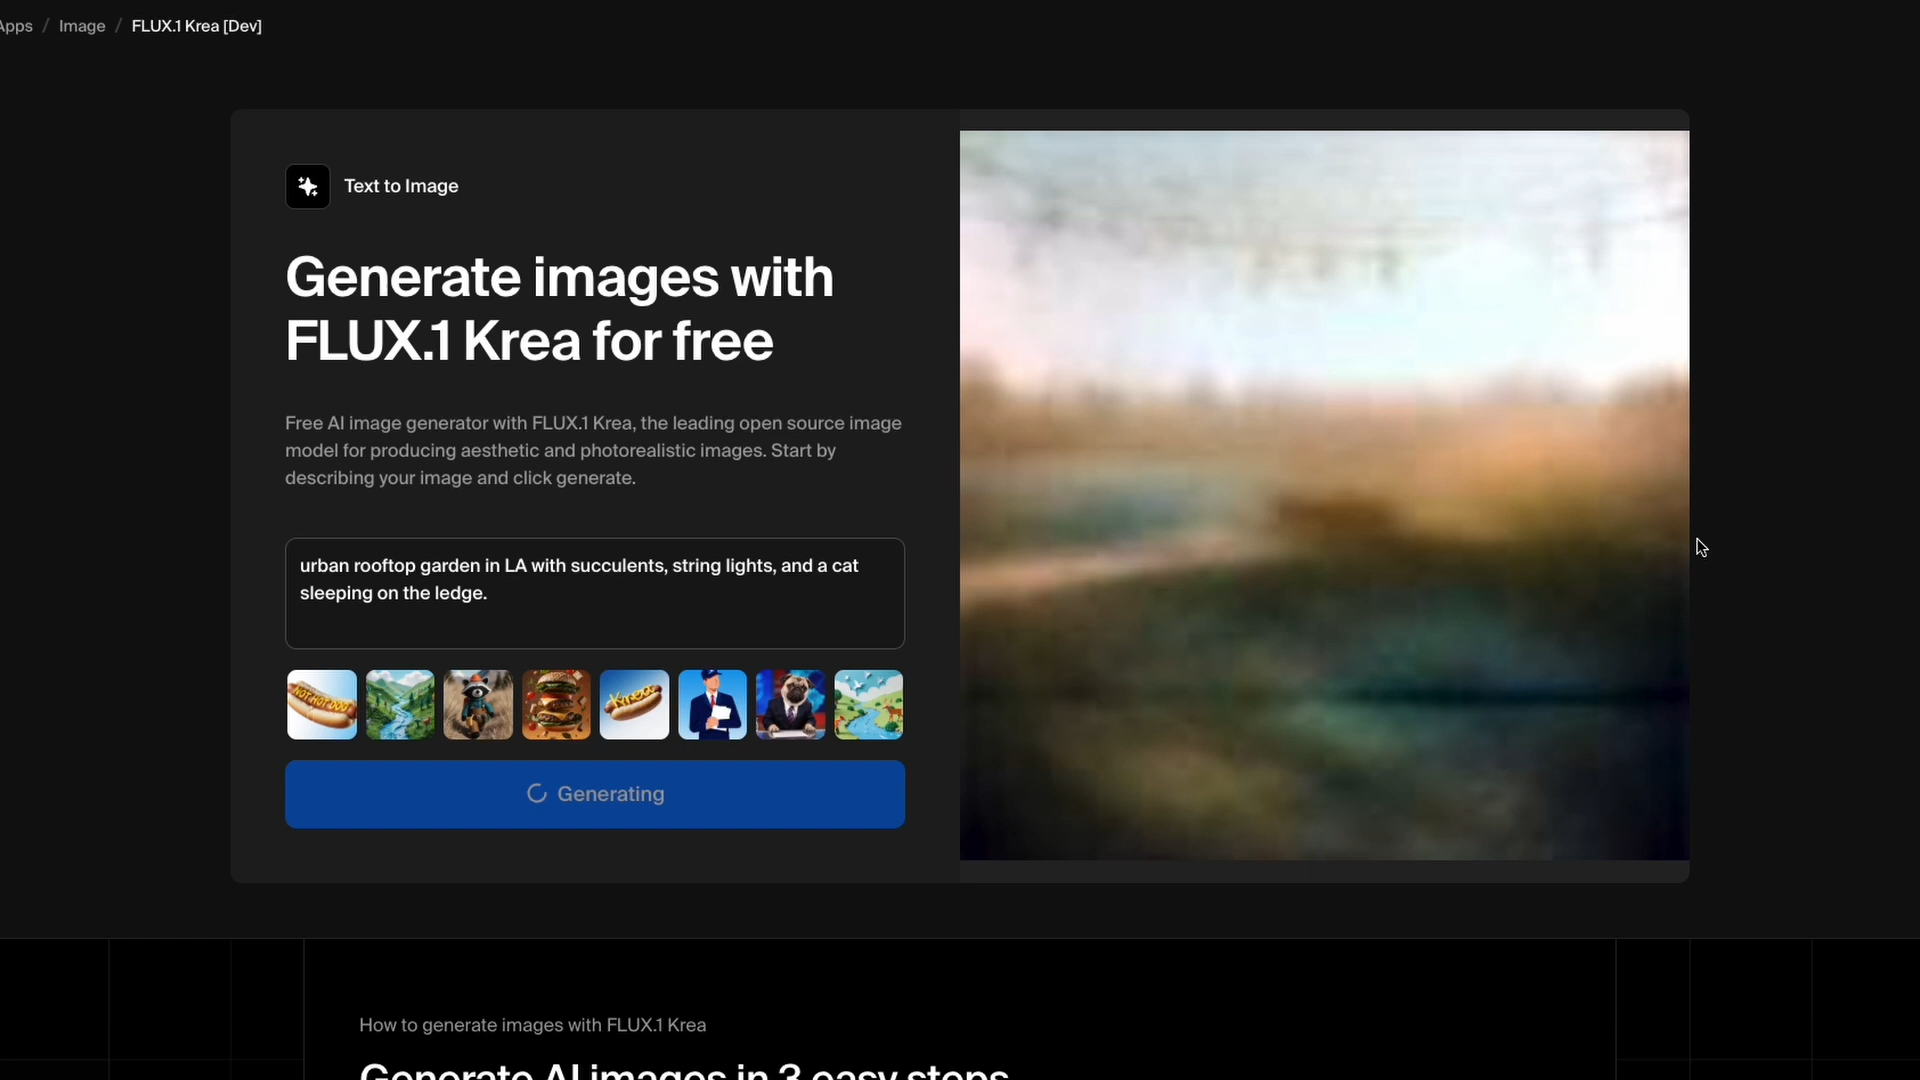 Apps / Image / FLUX.1 Krea [Dev]
Text to Image
Generate images with
FLUX.1 Krea for free
Free AI image generator with FLUX.1 Krea, the leading open source image
model for producing aesthetic and photorealistic images. Start by
describing your image and click generate.
urban rooftop garden in LA with succulents, string lights, and a cat
sleeping on the ledge.
NOT HOT DOG
Krea
Generating
How to generate images with FLUX.1 Krea
Generate AI images in 3 easy steps